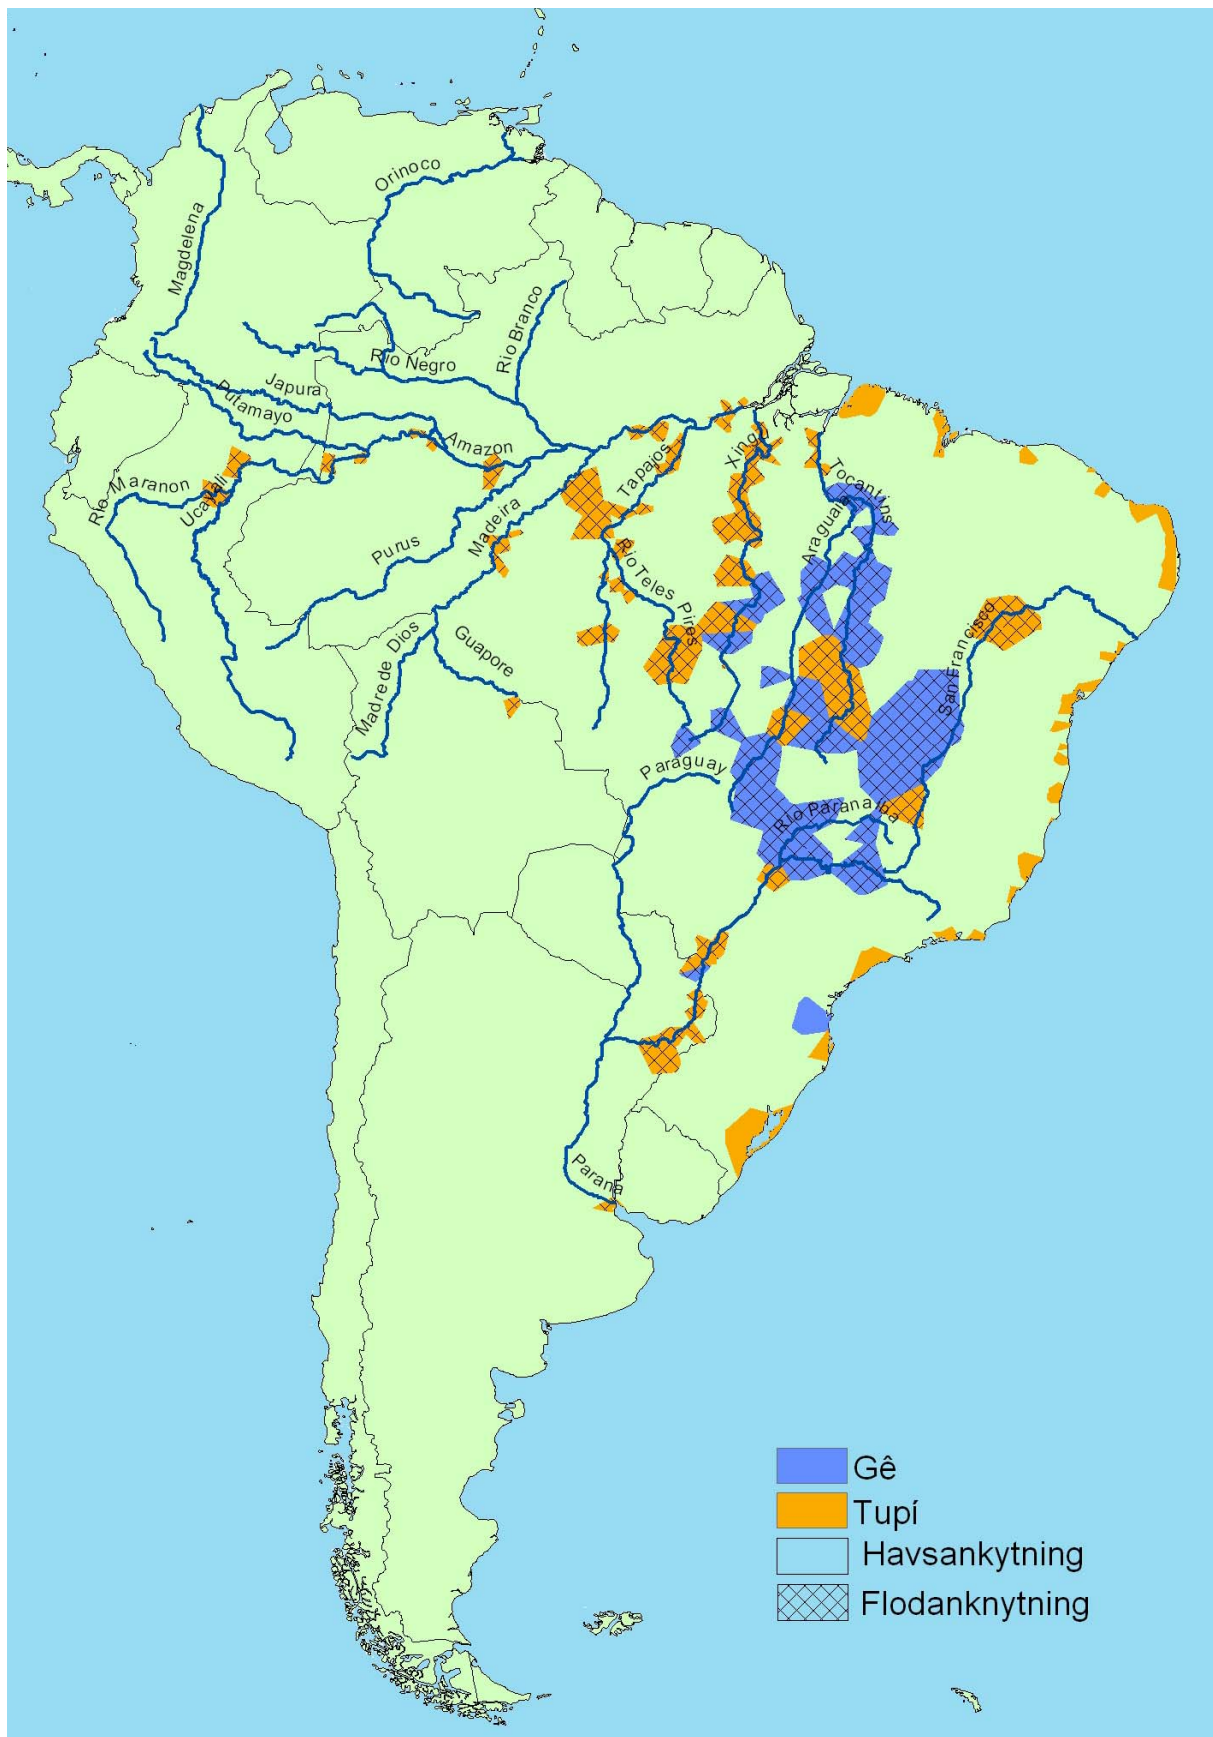 Orinoco
Magdelena
Rio Branco
Rio Negro
Japura
Putamayo
Amazon
Rio Maranon
Ucayali
Purus
Madeira
Tapajos
Xingu
Tocantins
Araguaia
Rio Teles Pires
Madre de Dios
Guapore
San Francisco
Paraguay
Rio Paranaiba
Parana
Gê
Tupí
Havsankytning
Flodanknytning